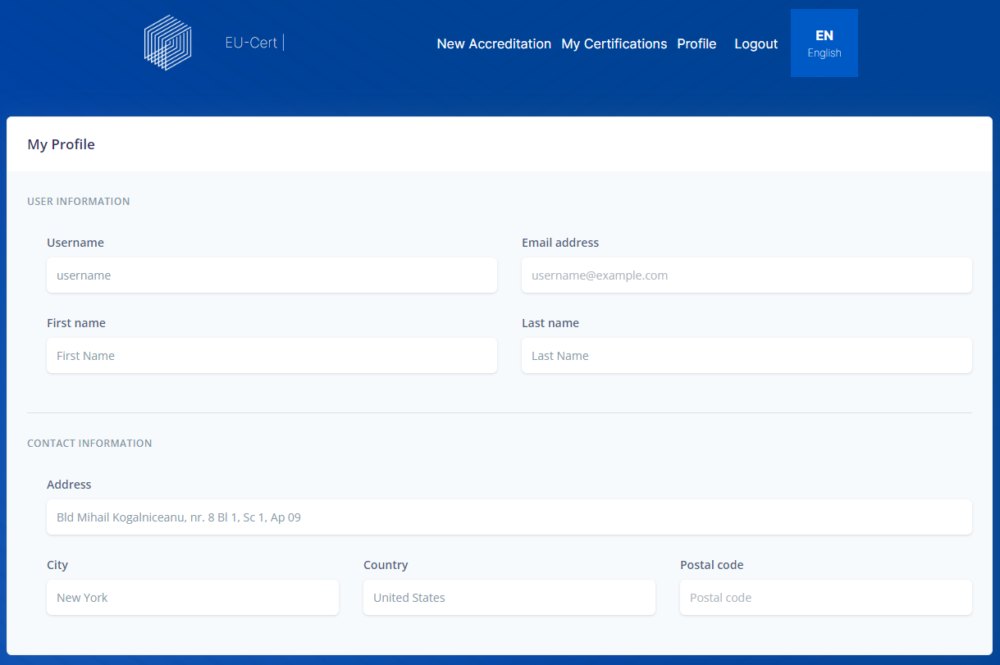 EU-Cert |
New Accreditation My Certifications Profile Logout
EN
English
My Profile
USER INFORMATION
Username Email address
username username@example.com
First name Last name
First Name Last Name
CONTACT INFORMATION
Address
Bld Mihail Kogalniceanu, nr. 8 Bl 1, Sc 1, Ap 09
City Country Postal code
New York United States Postal code